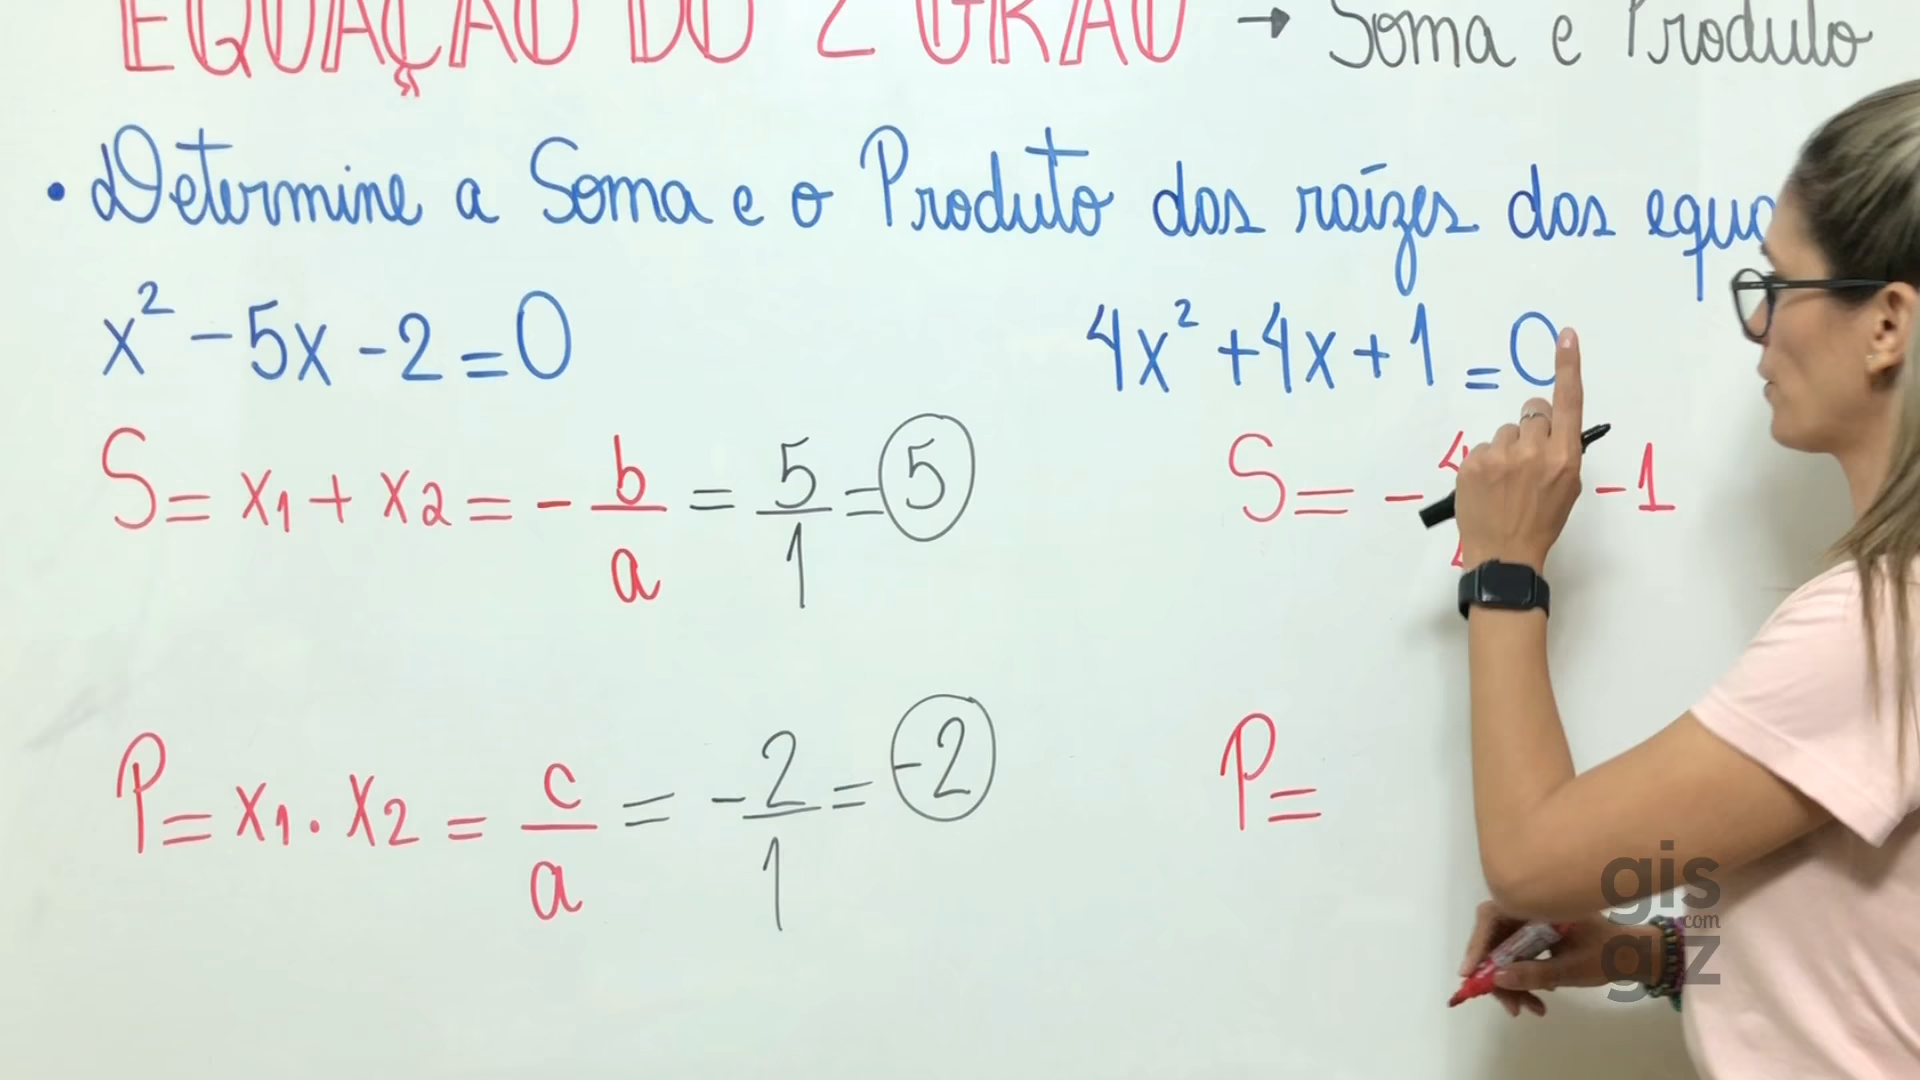 EQUAÇÃO DO 2 GRAU → Soma e Produto
• Determine a Soma e o Produto das raízes das
x² - 5x - 2 = 0
4x² + 4x + 1 = 0
S = x₁ + x₂ = - b/a = 5/1 = 5
S = - 4 - 1
P = x₁ . x₂ = c/a = -2/1 = -2
P =
gis
com
giz